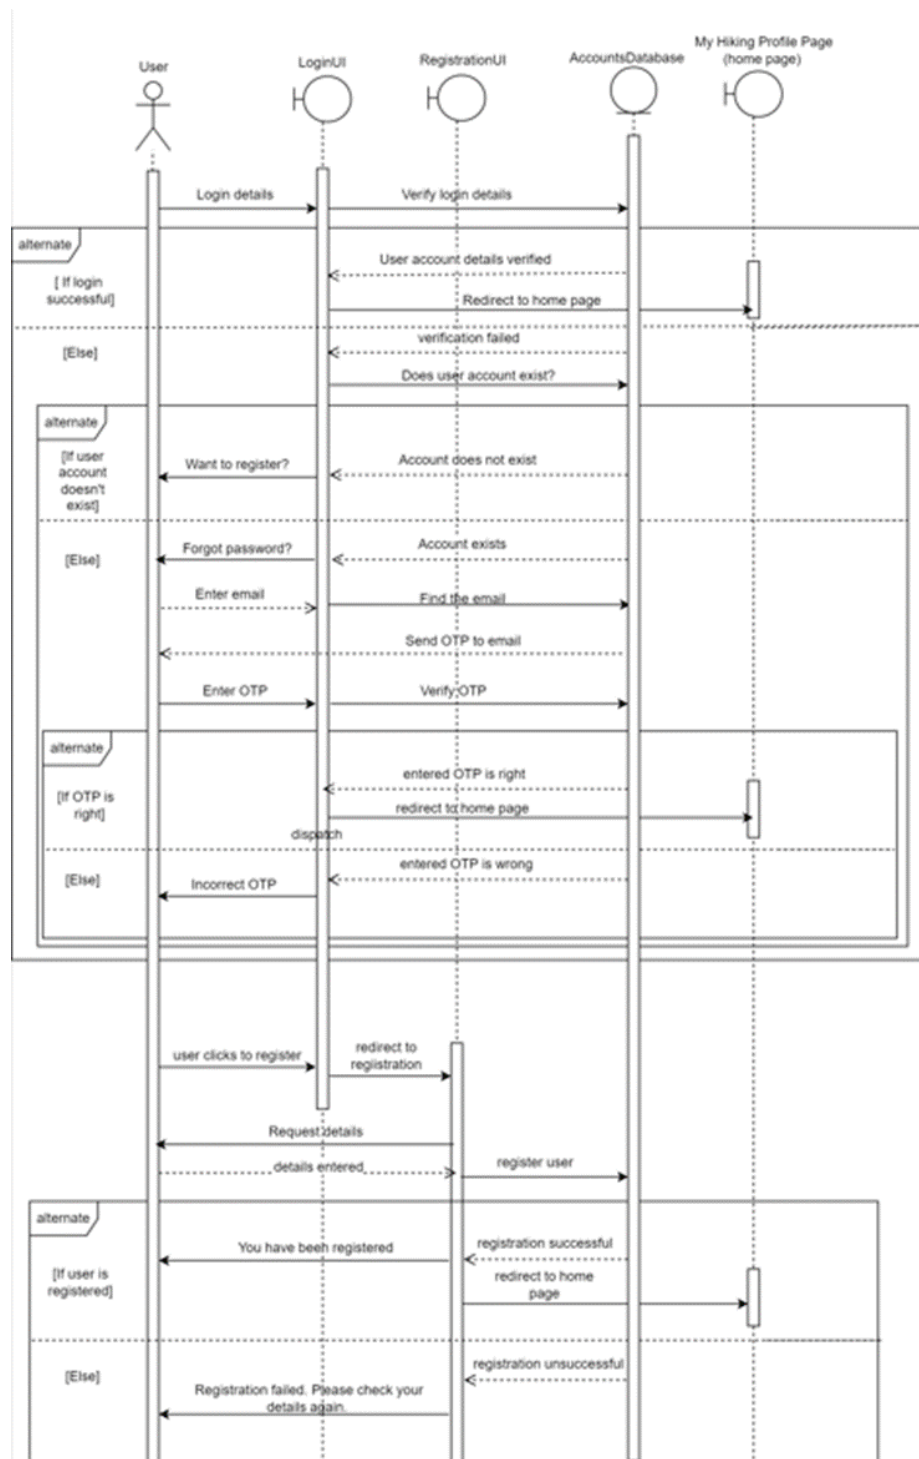 My Hiking Profile Page
(home page)
User
LoginUI
RegistrationUI
AccountsDatabase
Login details
Verify login details
alternate
User account details verified
[ If login
successful]
Redirect to home page
verification failed
[Else]
Does user account exist?
alternate
[If user
account
doesn't
exist]
Want to register?
Account does not exist
[Else]
Forgot password?
Account exists
Enter email
Find the email
Send OTP to email
Enter OTP
Verify OTP
alternate
entered OTP is right
[If OTP is
right]
redirect to home page
dispatch
entered OTP is wrong
[Else]
Incorrect OTP
user clicks to register
redirect to
regiistration
Request details
details entered
register user
alternate
You have been registered
registration successful
[If user is
registered]
redirect to home
page
registration unsuccessful
[Else]
Registration failed. Please check your
details again.